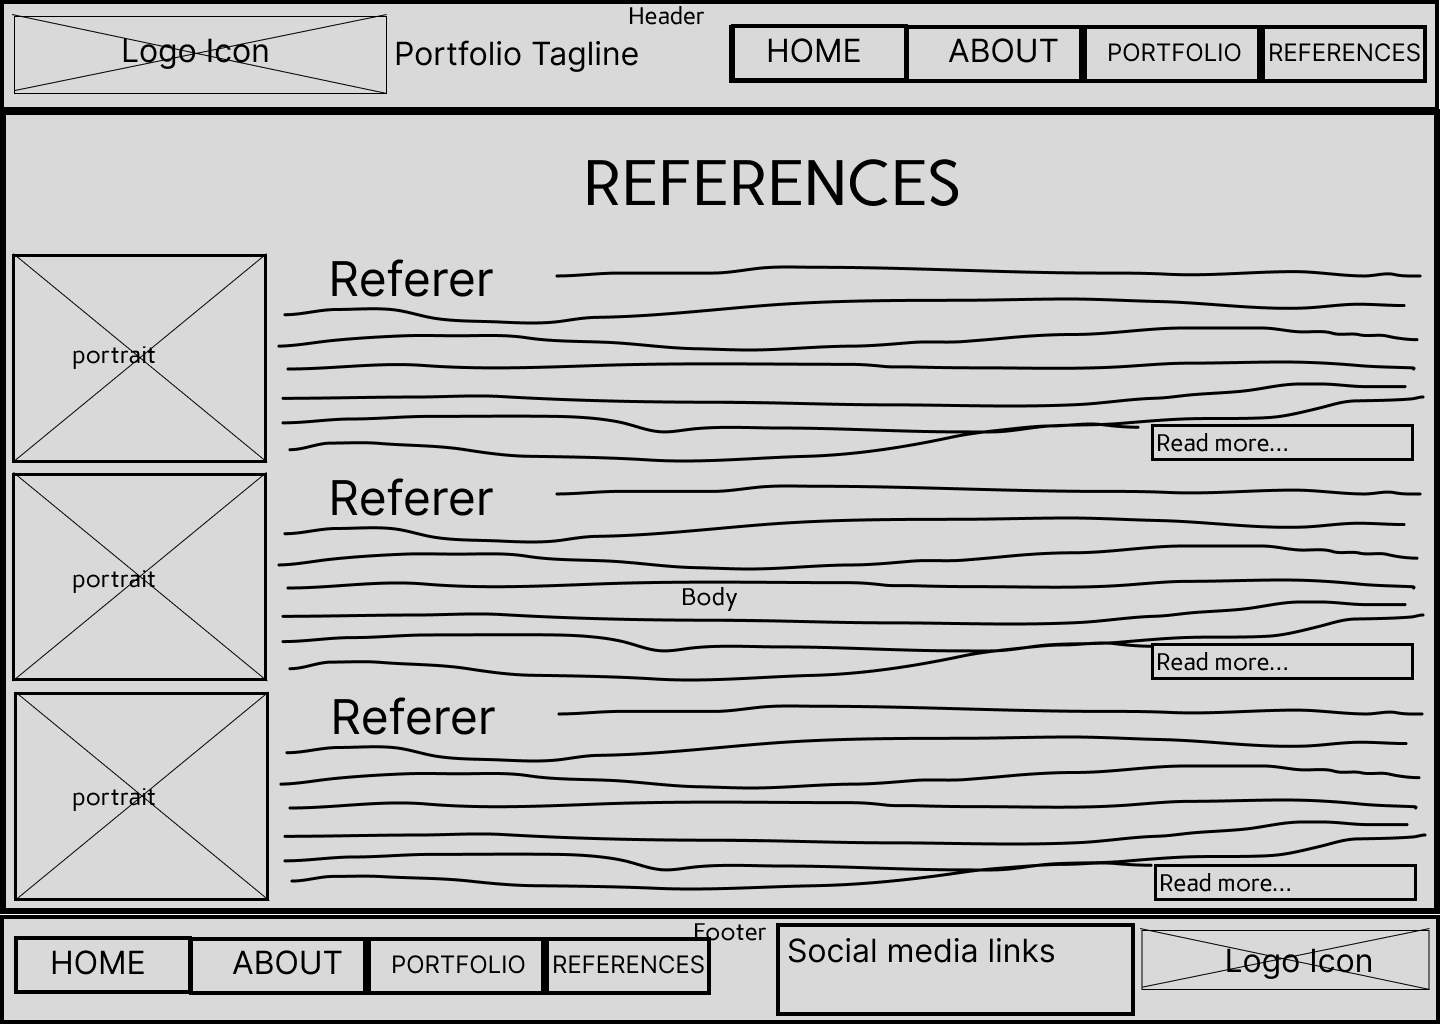 Header
Logo Icon
Portfolio Tagline
HOME
ABOUT
PORTFOLIO
REFERENCES
REFERENCES
portrait
Referer
Read more...
portrait
Referer
Body
Read more...
portrait
Referer
Read more...
Footer
HOME
ABOUT
PORTFOLIO
REFERENCES
Social media links
Logo Icon